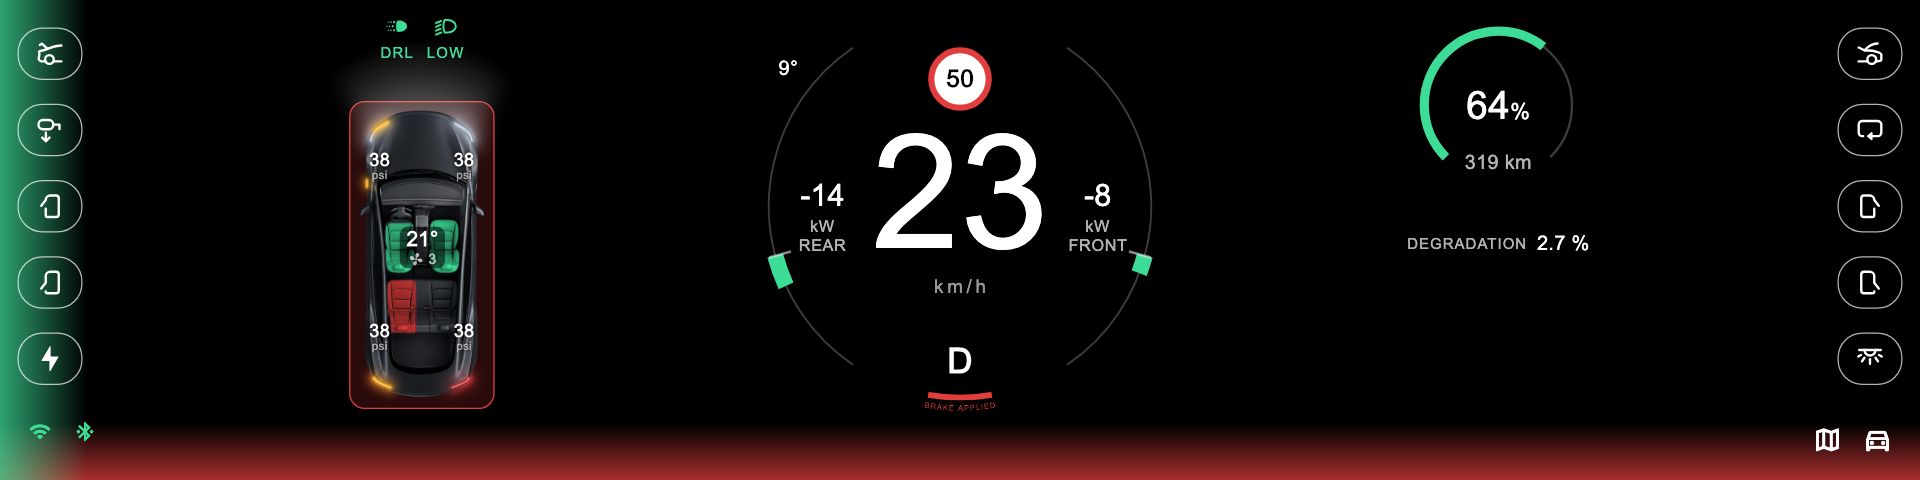 DRL LOW
38 38
psi psi
21°
3
38 38
psi psi
9°
50
23
km/h
-14
kW
REAR
-8
kW
FRONT
D
BRAKE APPLIED
64%
319 km
DEGRADATION 2.7 %